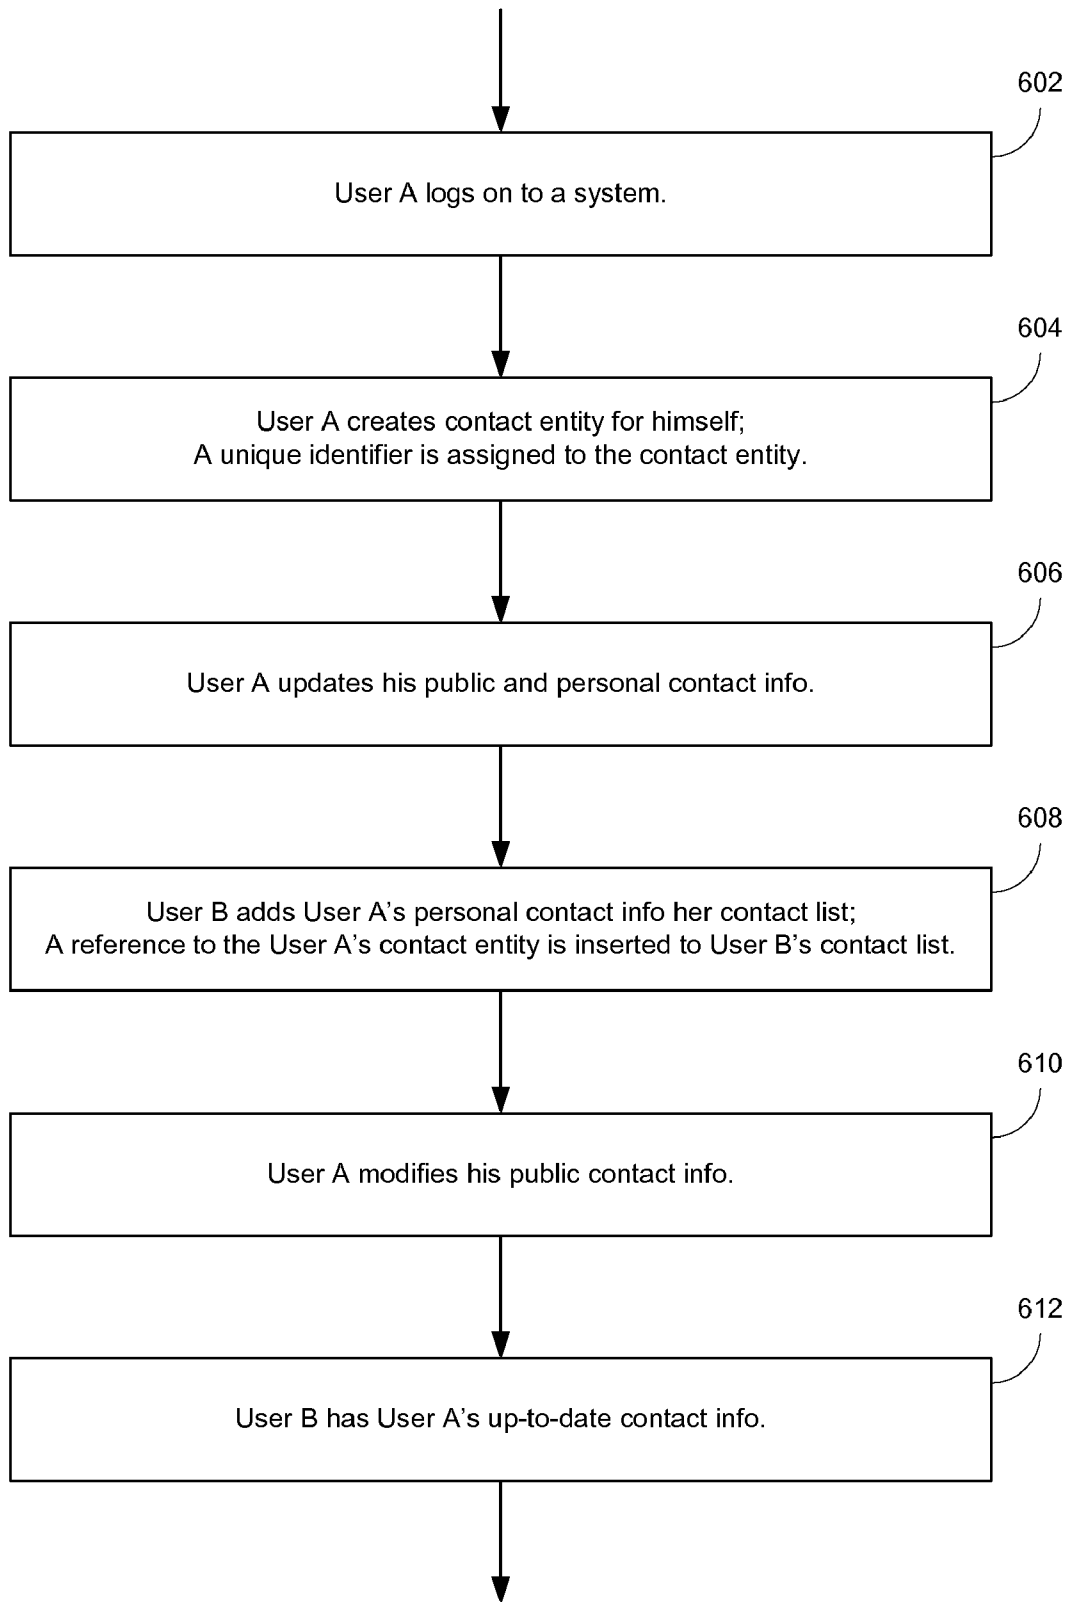 602
User A logs on to a system.
604
User A creates contact entity for himself;
A unique identifier is assigned to the contact entity.
606
User A updates his public and personal contact info.
608
User B adds User A’s personal contact info her contact list;
A reference to the User A’s contact entity is inserted to User B’s contact list.
610
User A modifies his public contact info.
612
User B has User A’s up-to-date contact info.